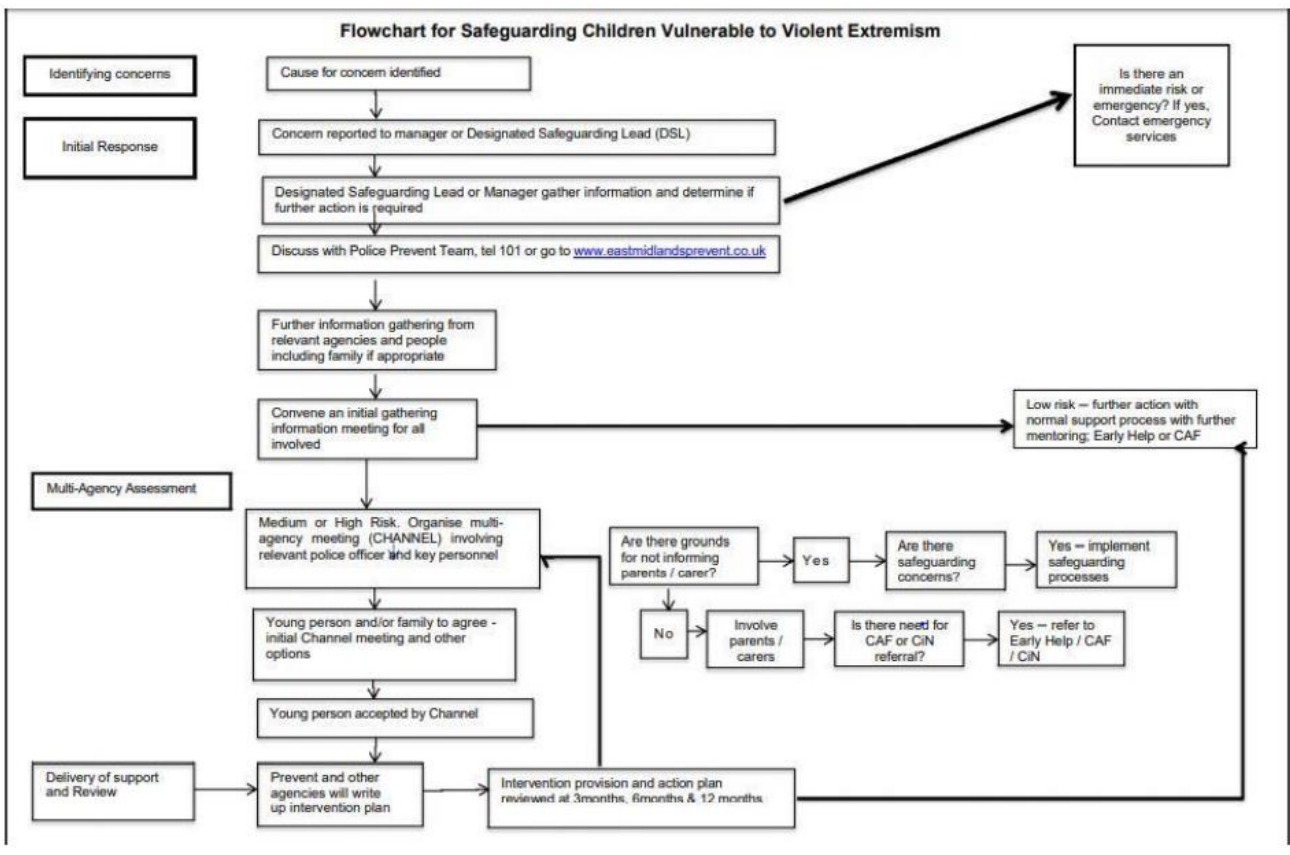 Flowchart for Safeguarding Children Vulnerable to Violent Extremism
Identifying concerns
Cause for concern identified
Is there an
immediate risk or
emergency? If yes,
Contact emergency
services
Initial Response
Concern reported to manager or Designated Safeguarding Lead (DSL)
Designated Safeguarding Lead or Manager gather information and determine if
further action is required
Discuss with Police Prevent Team, tel 101 or go to www.eastmidlandsprevent.co.uk
Further information gathering from
relevant agencies and people
including family if appropriate
Convene an initial gathering
information meeting for all
involved
Low risk – further action with
normal support process with further
mentoring; Early Help or CAF
Multi-Agency Assessment
Medium or High Risk. Organise multi-
agency meeting (CHANNEL) involving
relevant police officer and key personnel
Are there grounds
for not informing
parents / carer?
Yes
Are there
safeguarding
concerns?
Yes – implement
safeguarding
processes
No
Involve
parents /
carers
Is there need for
CAF or CiN
referral?
Yes – refer to
Early Help / CAF
/ CiN
Young person and/or family to agree -
initial Channel meeting and other
options
Young person accepted by Channel
Delivery of support
and Review
Prevent and other
agencies will write
up intervention plan
Intervention provision and action plan
reviewed at 3months, 6months & 12 months